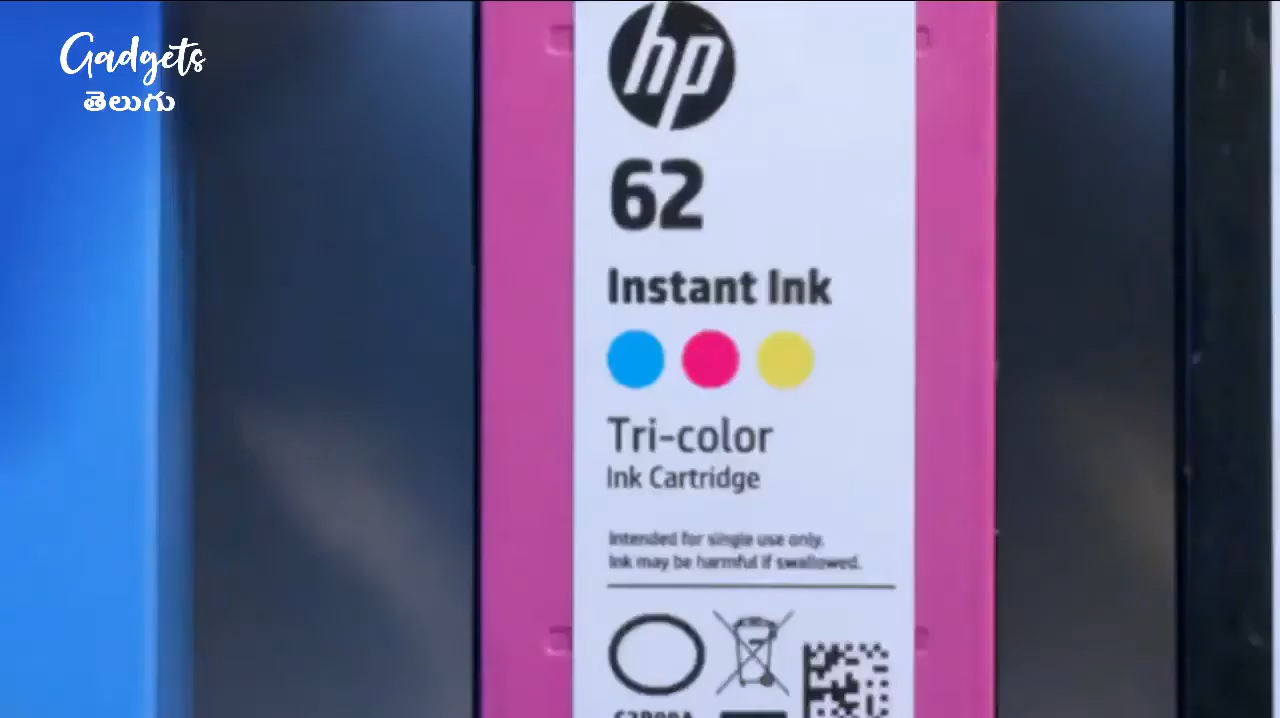 Gadgets
తెలుగు
hp
62
Instant Ink
Tri-color
Ink Cartridge
Intended for single use only.
Ink may be harmful if swallowed.